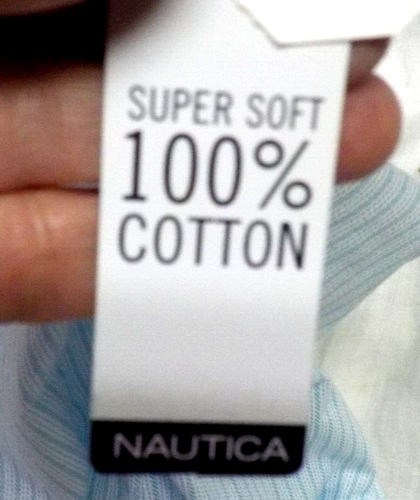 SUPER SOFT
100%
COTTON
NAUTICA